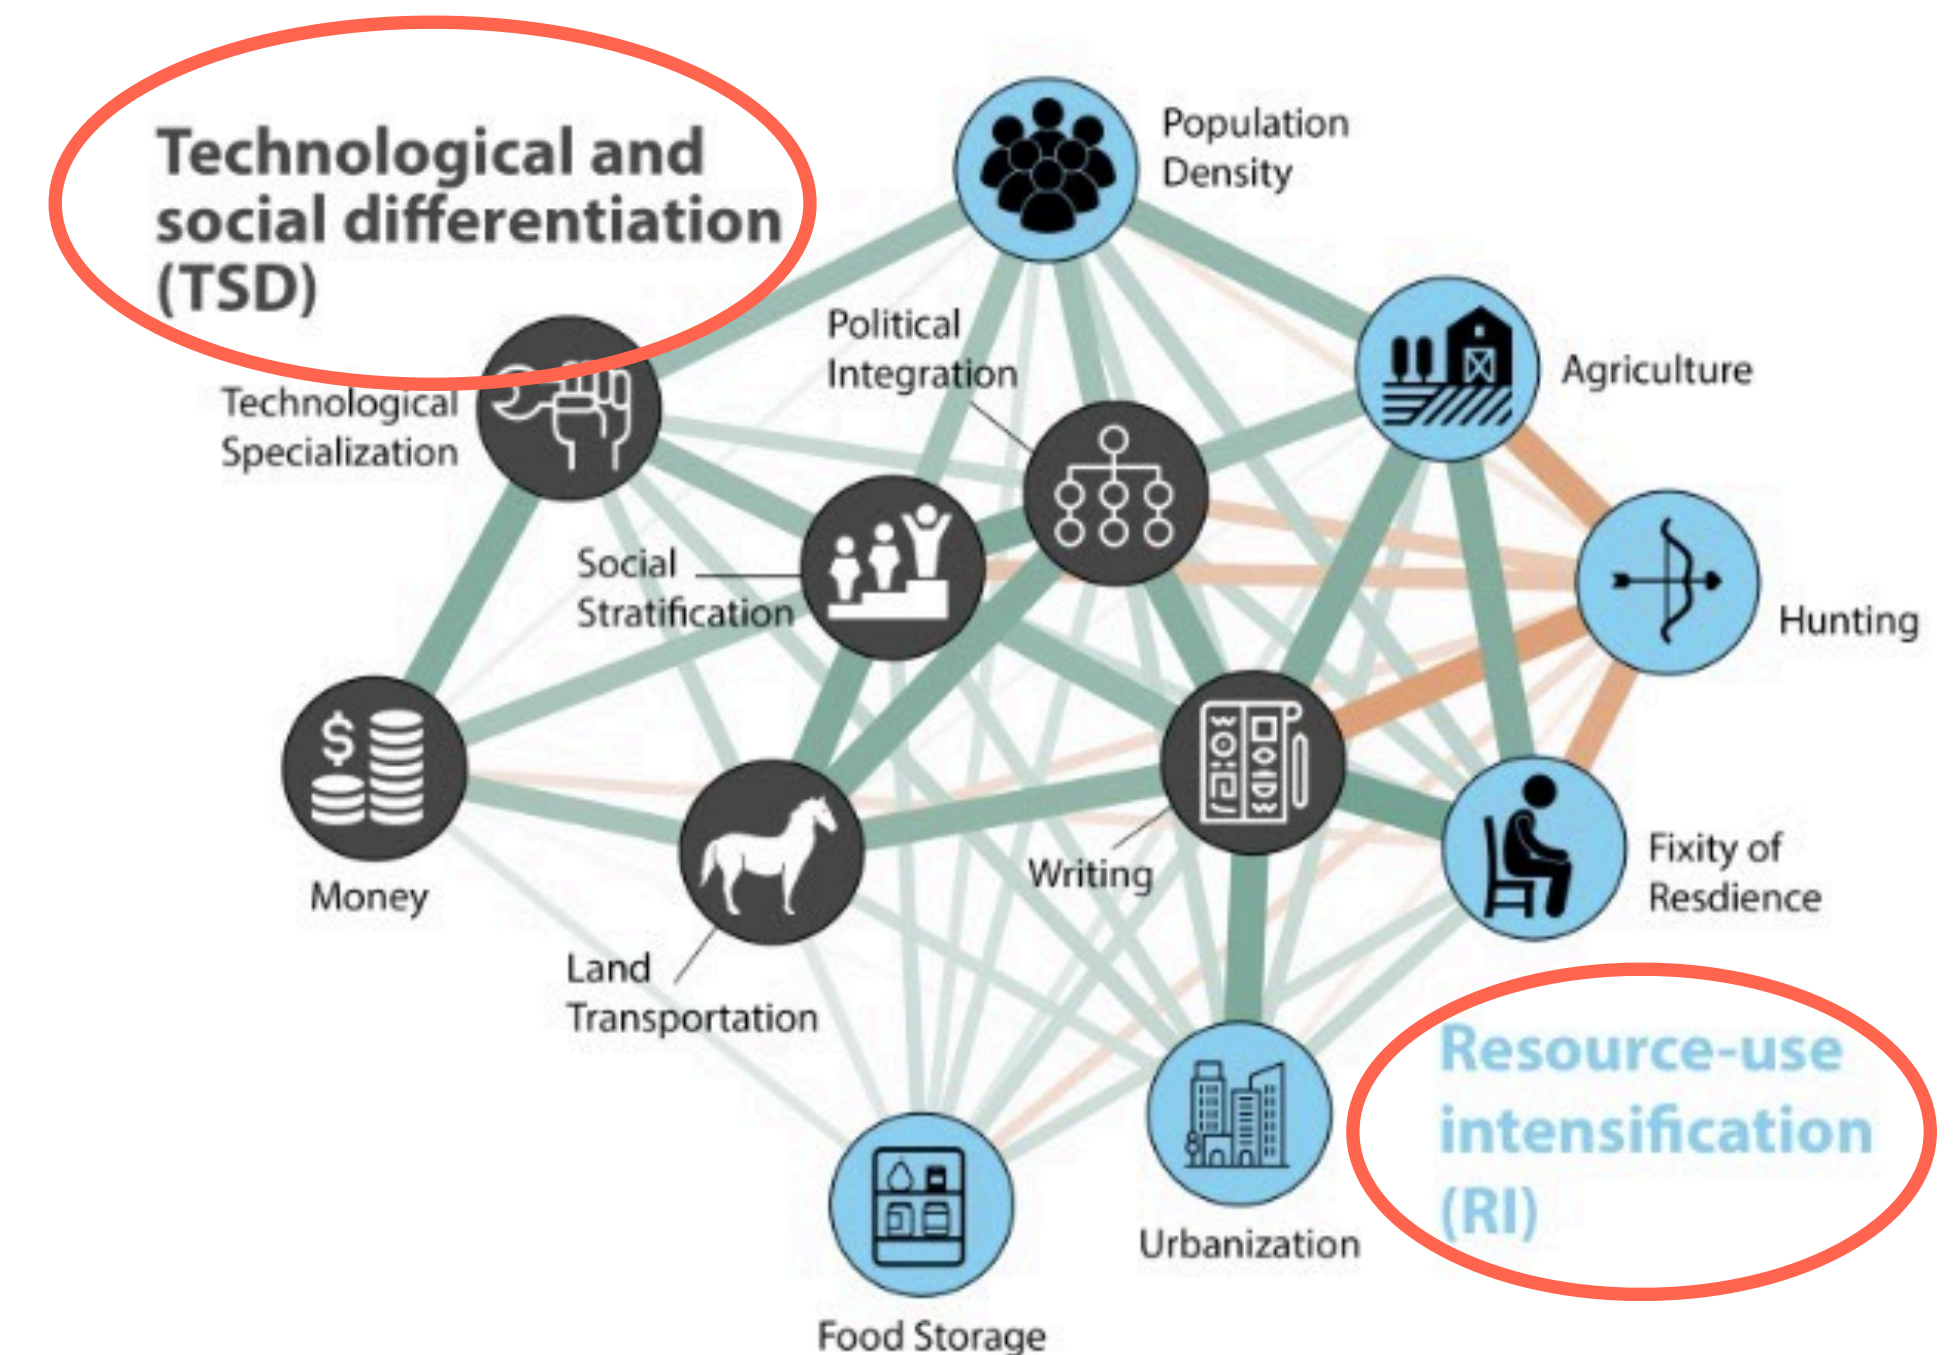 Technological and
social differentiation
(TSD)
Population
Density
Political
Integration
Agriculture
Technological
Specialization
Social
Stratification
Hunting
$
Money
Writing
Fixity of
Resdience
Land
Transportation
Resource-use
intensification
(RI)
Urbanization
Food Storage